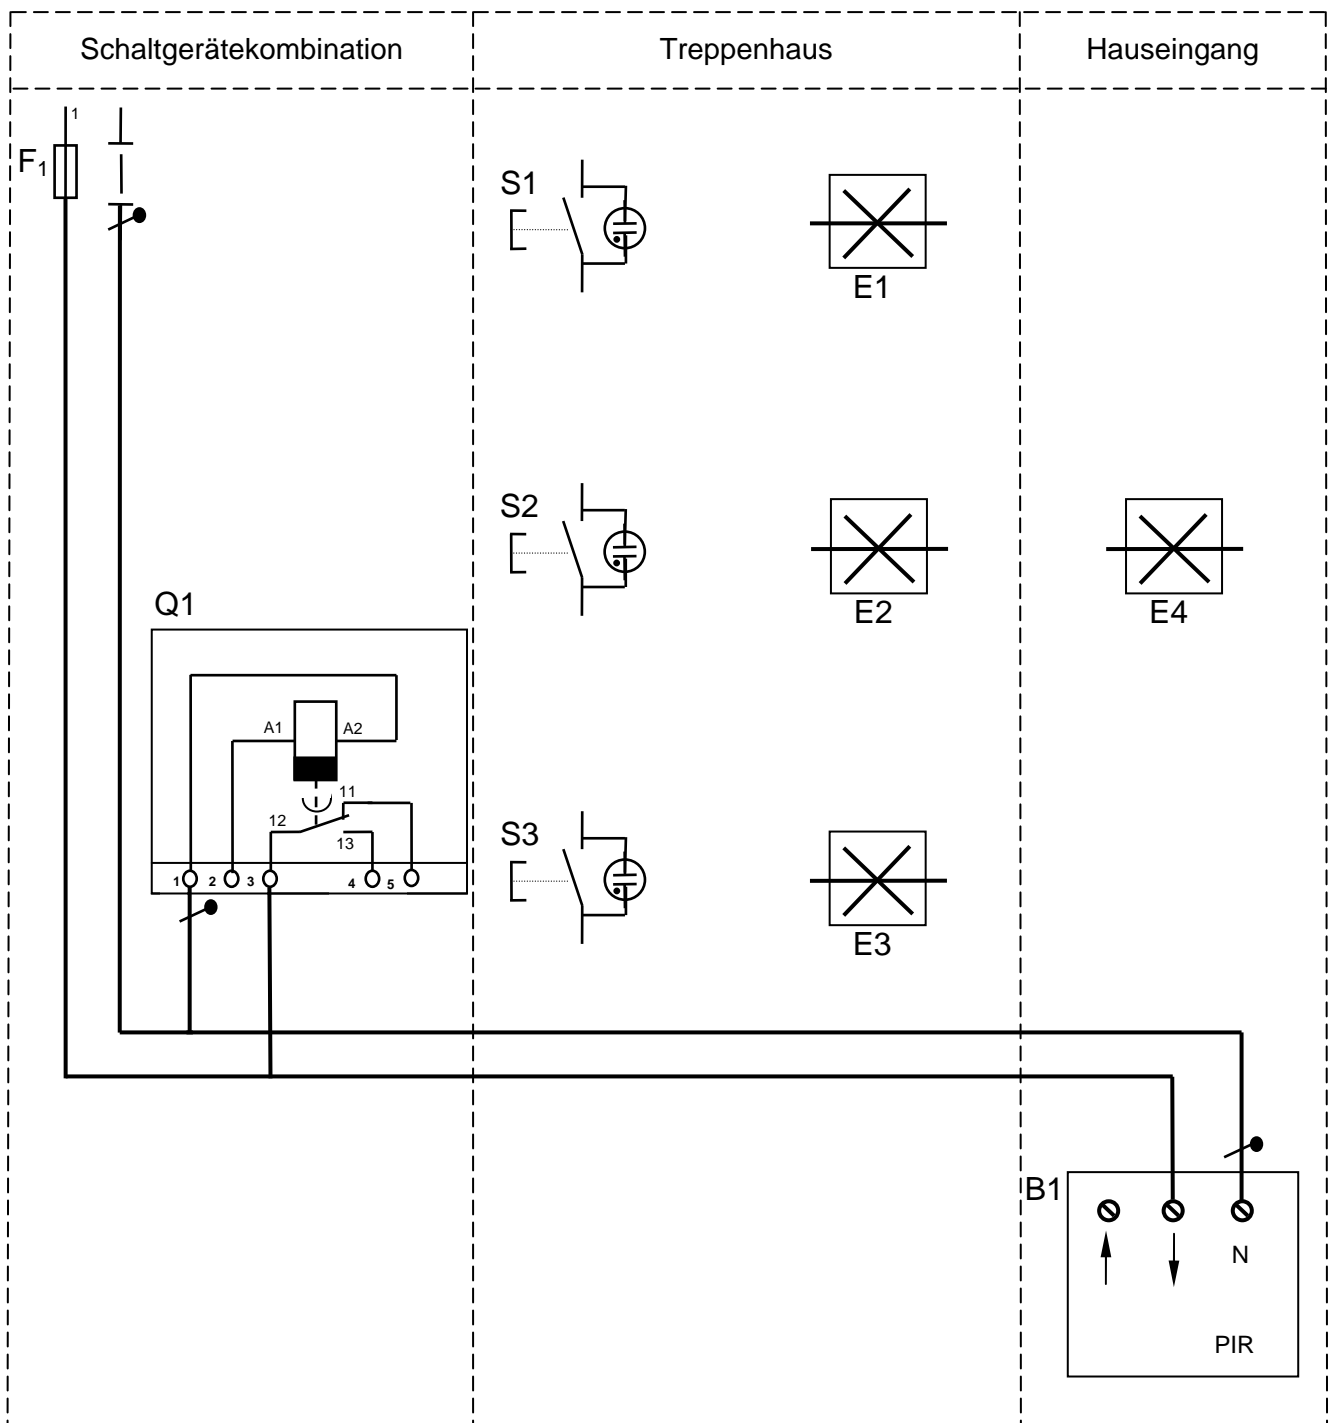 Schaltgerätekombination
Treppenhaus
Hauseingang
1
F1
S1
E1
S2
E2
E4
Q1
A1
A2
11
12
13
S3
1
2
3
4
5
E3
B1
N
PIR